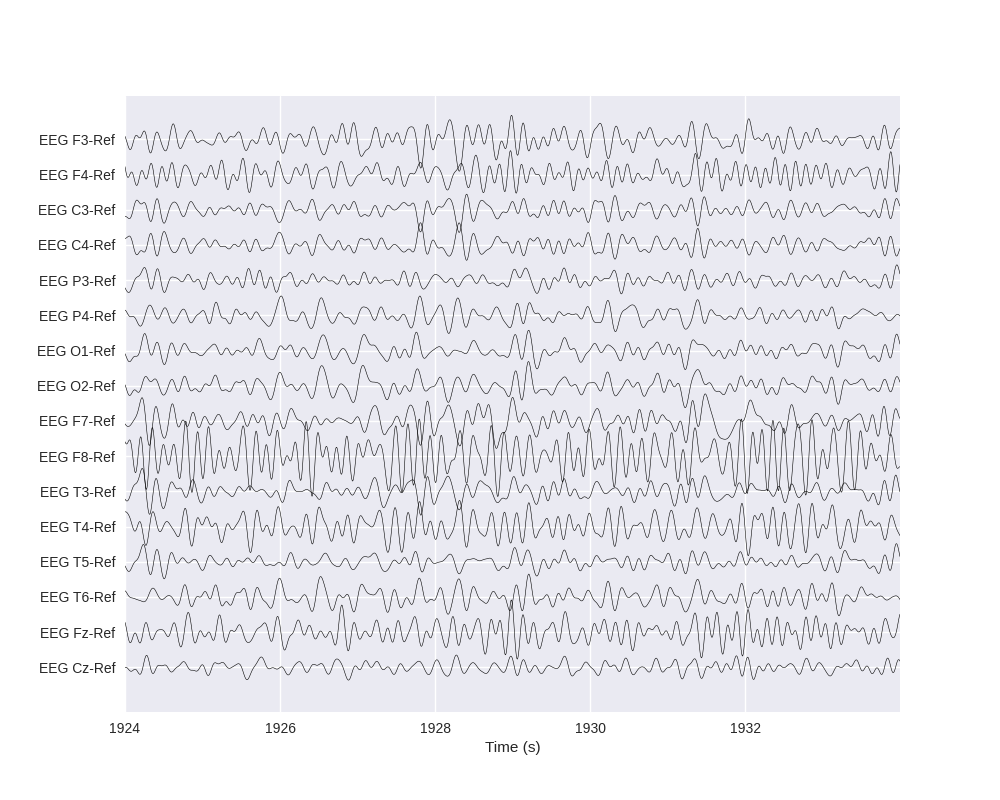 EEG F3-Ref
EEG F4-Ref
EEG C3-Ref
EEG C4-Ref
EEG P3-Ref
EEG P4-Ref
EEG O1-Ref
EEG O2-Ref
EEG F7-Ref
EEG F8-Ref
EEG T3-Ref
EEG T4-Ref
EEG T5-Ref
EEG T6-Ref
EEG Fz-Ref
EEG Cz-Ref
1924 1926 1928 1930 1932
Time (s)